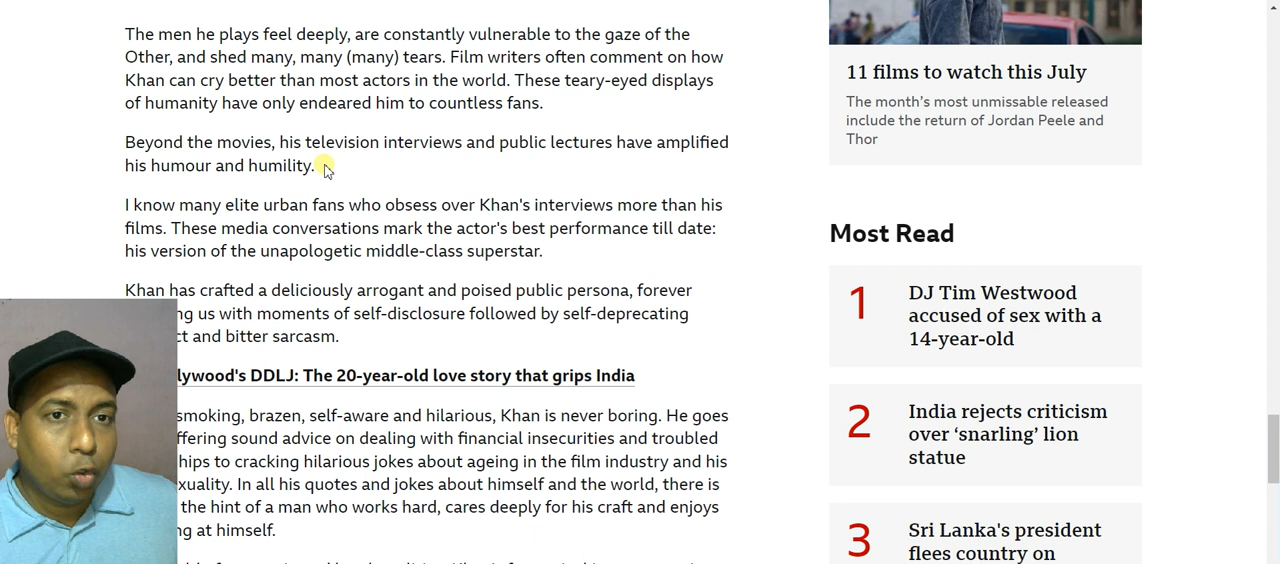 The men he plays feel deeply, are constantly vulnerable to the gaze of the
Other, and shed many, many (many) tears. Film writers often comment on how
Khan can cry better than most actors in the world. These teary-eyed displays
of humanity have only endeared him to countless fans.
Beyond the movies, his television interviews and public lectures have amplified
his humour and humility.
I know many elite urban fans who obsess over Khan's interviews more than his
films. These media conversations mark the actor's best performance till date:
his version of the unapologetic middle-class superstar.
Khan has crafted a deliciously arrogant and poised public persona, forever
us with moments of self-disclosure followed by self-deprecating
and bitter sarcasm.
DDLJ: The 20-year-old love story that grips India
smoking, brazen, self-aware and hilarious, Khan is never boring. He goes
sound advice on dealing with financial insecurities and troubled
to cracking hilarious jokes about ageing in the film industry and his
In all his quotes and jokes about himself and the world, there is
the hint of a man who works hard, cares deeply for his craft and enjoys
at himself.
11 films to watch this July
The month's most unmissable released
include the return of Jordan Peele and
Thor
Most Read
1
DJ Tim Westwood
accused of sex with a
14-year-old
2
India rejects criticism
over ‘snarling’ lion
statue
3
Sri Lanka's president
flees country on